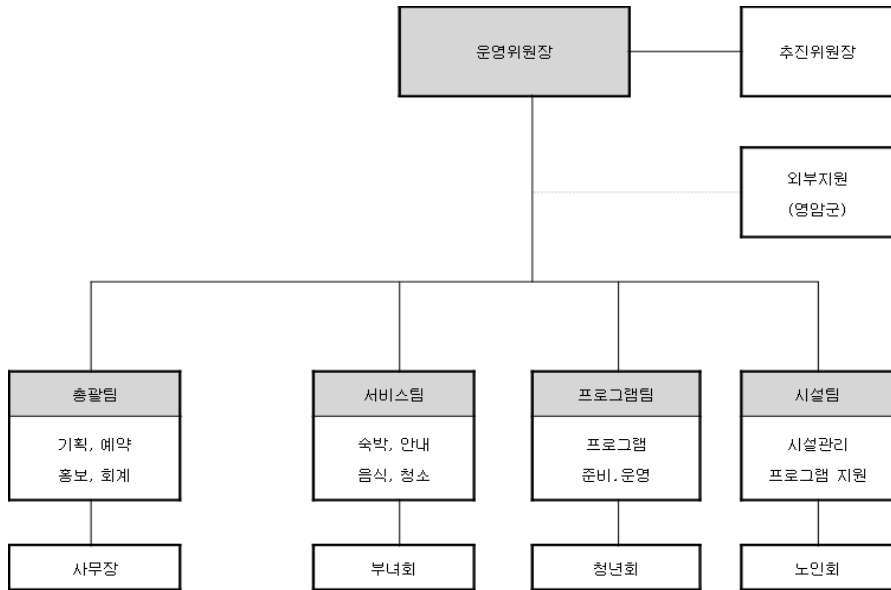 운영위원장
추진위원장
외부지원
(영암군)
총괄팀
서비스팀
프로그램팀
시설팀
기획, 예약
홍보, 회계
숙박, 안내
음식, 청소
프로그램
준비.운영
시설관리
프로그램 지원
사무장
부녀회
청년회
노인회